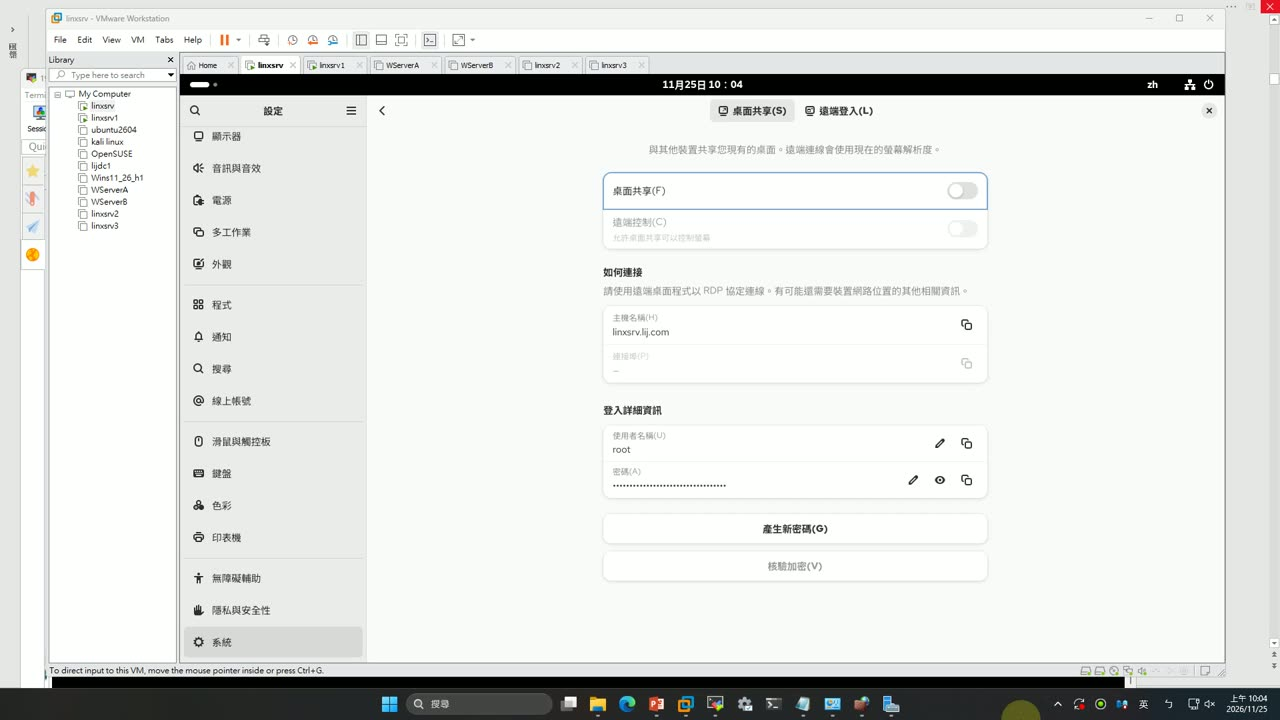 linxsrv - VMware Workstation
File Edit View VM Tabs Help
Library
Type here to search
My Computer
linxsrv
linxsrv1
ubuntu2604
kali linux
OpenSUSE
lijdc1
Wins11_26_h1
WServerA
WServerB
linxsrv2
linxsrv3
Home linxsrv linxsrv1 WServerA WServerB linxsrv2 linxsrv3
11月25日 10：04
zh
設定
顯示器
音訊與音效
電源
多工作業
外觀
程式
通知
搜尋
線上帳號
滑鼠與觸控板
鍵盤
色彩
印表機
無障礙輔助
隱私與安全性
系統
桌面共享(S) 遠端登入(L)
與其他裝置共享您現有的桌面。遠端連線會使用現在的螢幕解析度。
桌面共享(F)
遠端控制(C)
允許桌面共享可以控制螢幕
如何連接
請使用遠端桌面程式以 RDP 協定連線。有可能還需要裝置網路位置的其他相關資訊。
主機名稱(H)
linxsrv.lij.com
連接埠(P)
–
登入詳細資訊
使用者名稱(U)
root
密碼(A)
產生新密碼(G)
核驗加密(V)
To direct input to this VM, move the mouse pointer inside or press Ctrl+G.
Termi
Sessio
Qui
搜尋
英
ㄅ
上午 10:04
2026/11/25